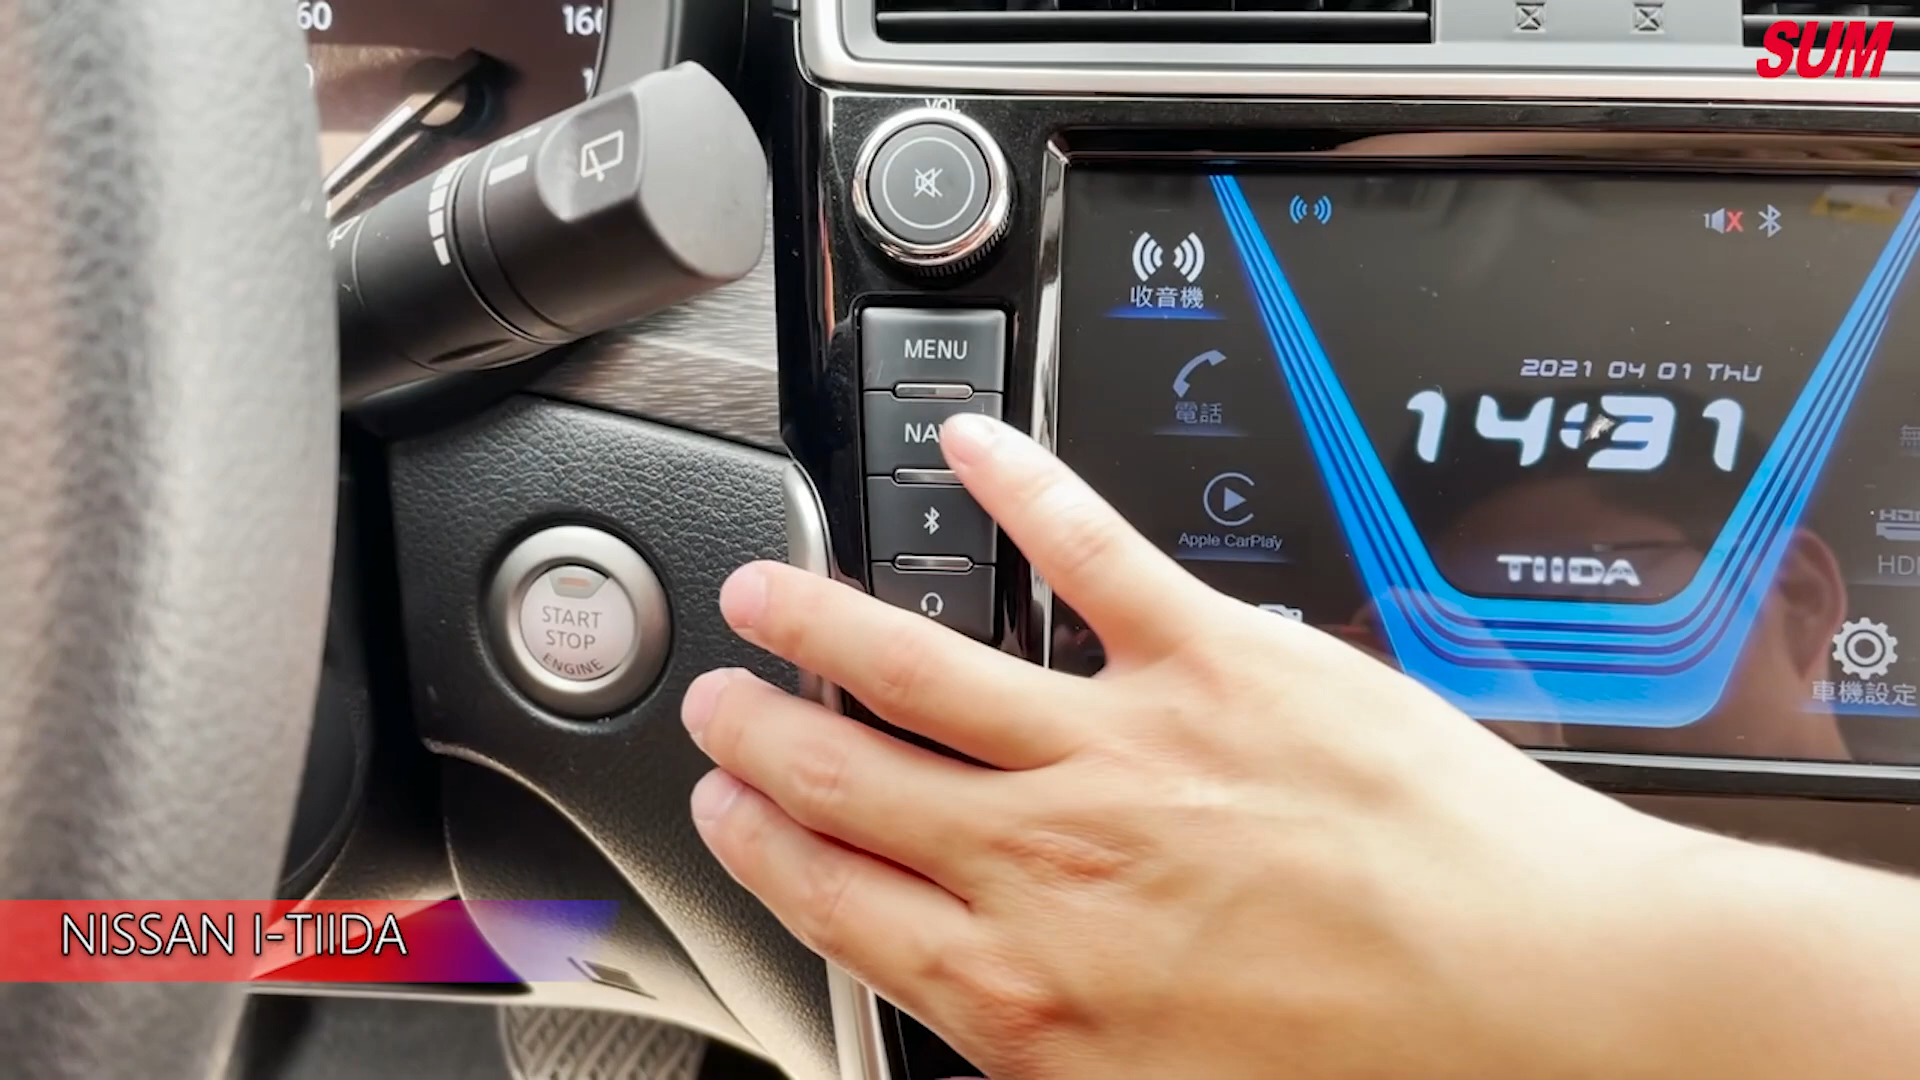 60
160
SUM
VOL
收音機
MENU
電話
2021 04 01 THU
14:31
Apple CarPlay
TIIDA
START
STOP
ENGINE
車機設定
NISSAN I-TIIDA